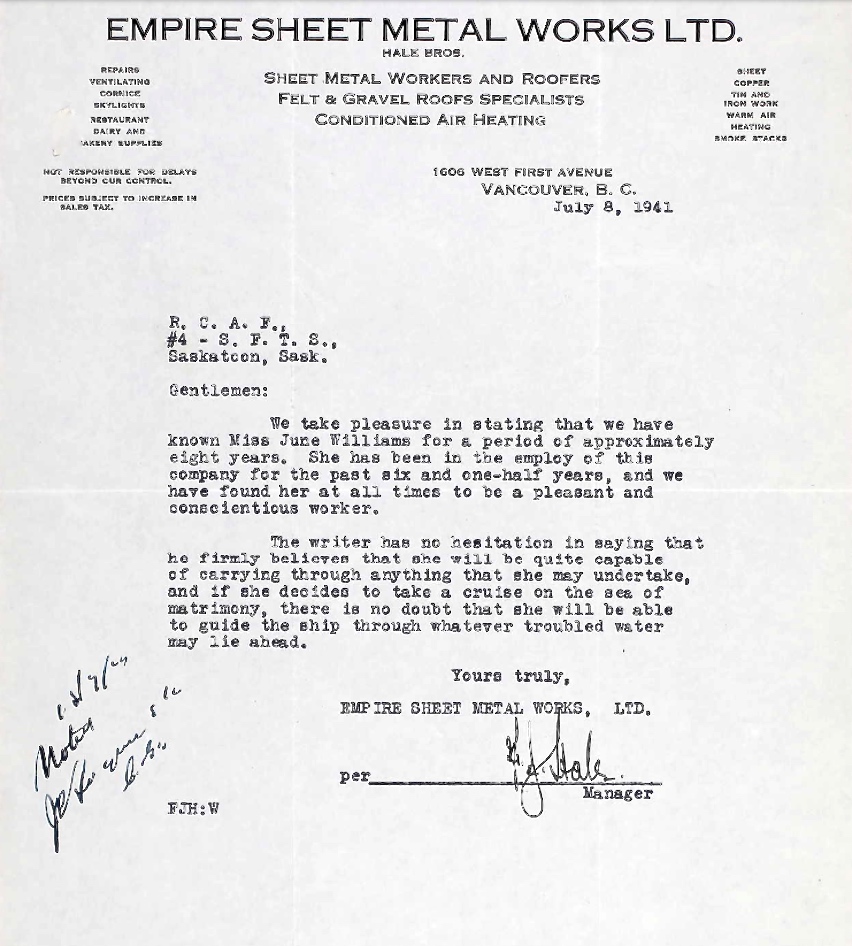 EMPIRE SHEET METAL WORKS LTD.
HALE BROS.
REPAIRS
VENTILATING
CORNICE
SKYLIGHTS
RESTAURANT
DAIRY AND
AKERY SUPPLIES
SHEET METAL WORKERS AND ROOFERS
FELT & GRAVEL ROOFS SPECIALISTS
CONDITIONED AIR HEATING
SHEET
COPPER
TIN AND
IRON WORK
WARM AIR
HEATING
SMOKE STACKS
NOT RESPONSIBLE FOR DELAYS
BEYOND OUR CONTROL.
PRICES SUBJECT TO INCREASE IN
SALES TAX.
1606 WEST FIRST AVENUE
VANCOUVER, B. C.
July 8, 1941
R. C. A. F.,
#4 - S. F. T. S.,
Saskatoon, Sask.
Gentlemen:
We take pleasure in stating that we have
known Miss June Williams for a period of approximately
eight years. She has been in the employ of this
company for the past six and one-half years, and we
have found her at all times to be a pleasant and
conscientious worker.
The writer has no hesitation in saying that
he firmly believes that she will be quite capable
of carrying through anything that she may undertake,
and if she decides to take a cruise on the sea of
matrimony, there is no doubt that she will be able
to guide the ship through whatever troubled water
may lie ahead.
Yours truly,
EMPIRE SHEET METAL WORKS, LTD.
Noted
per F. J. Hale.
Manager
FJH:W